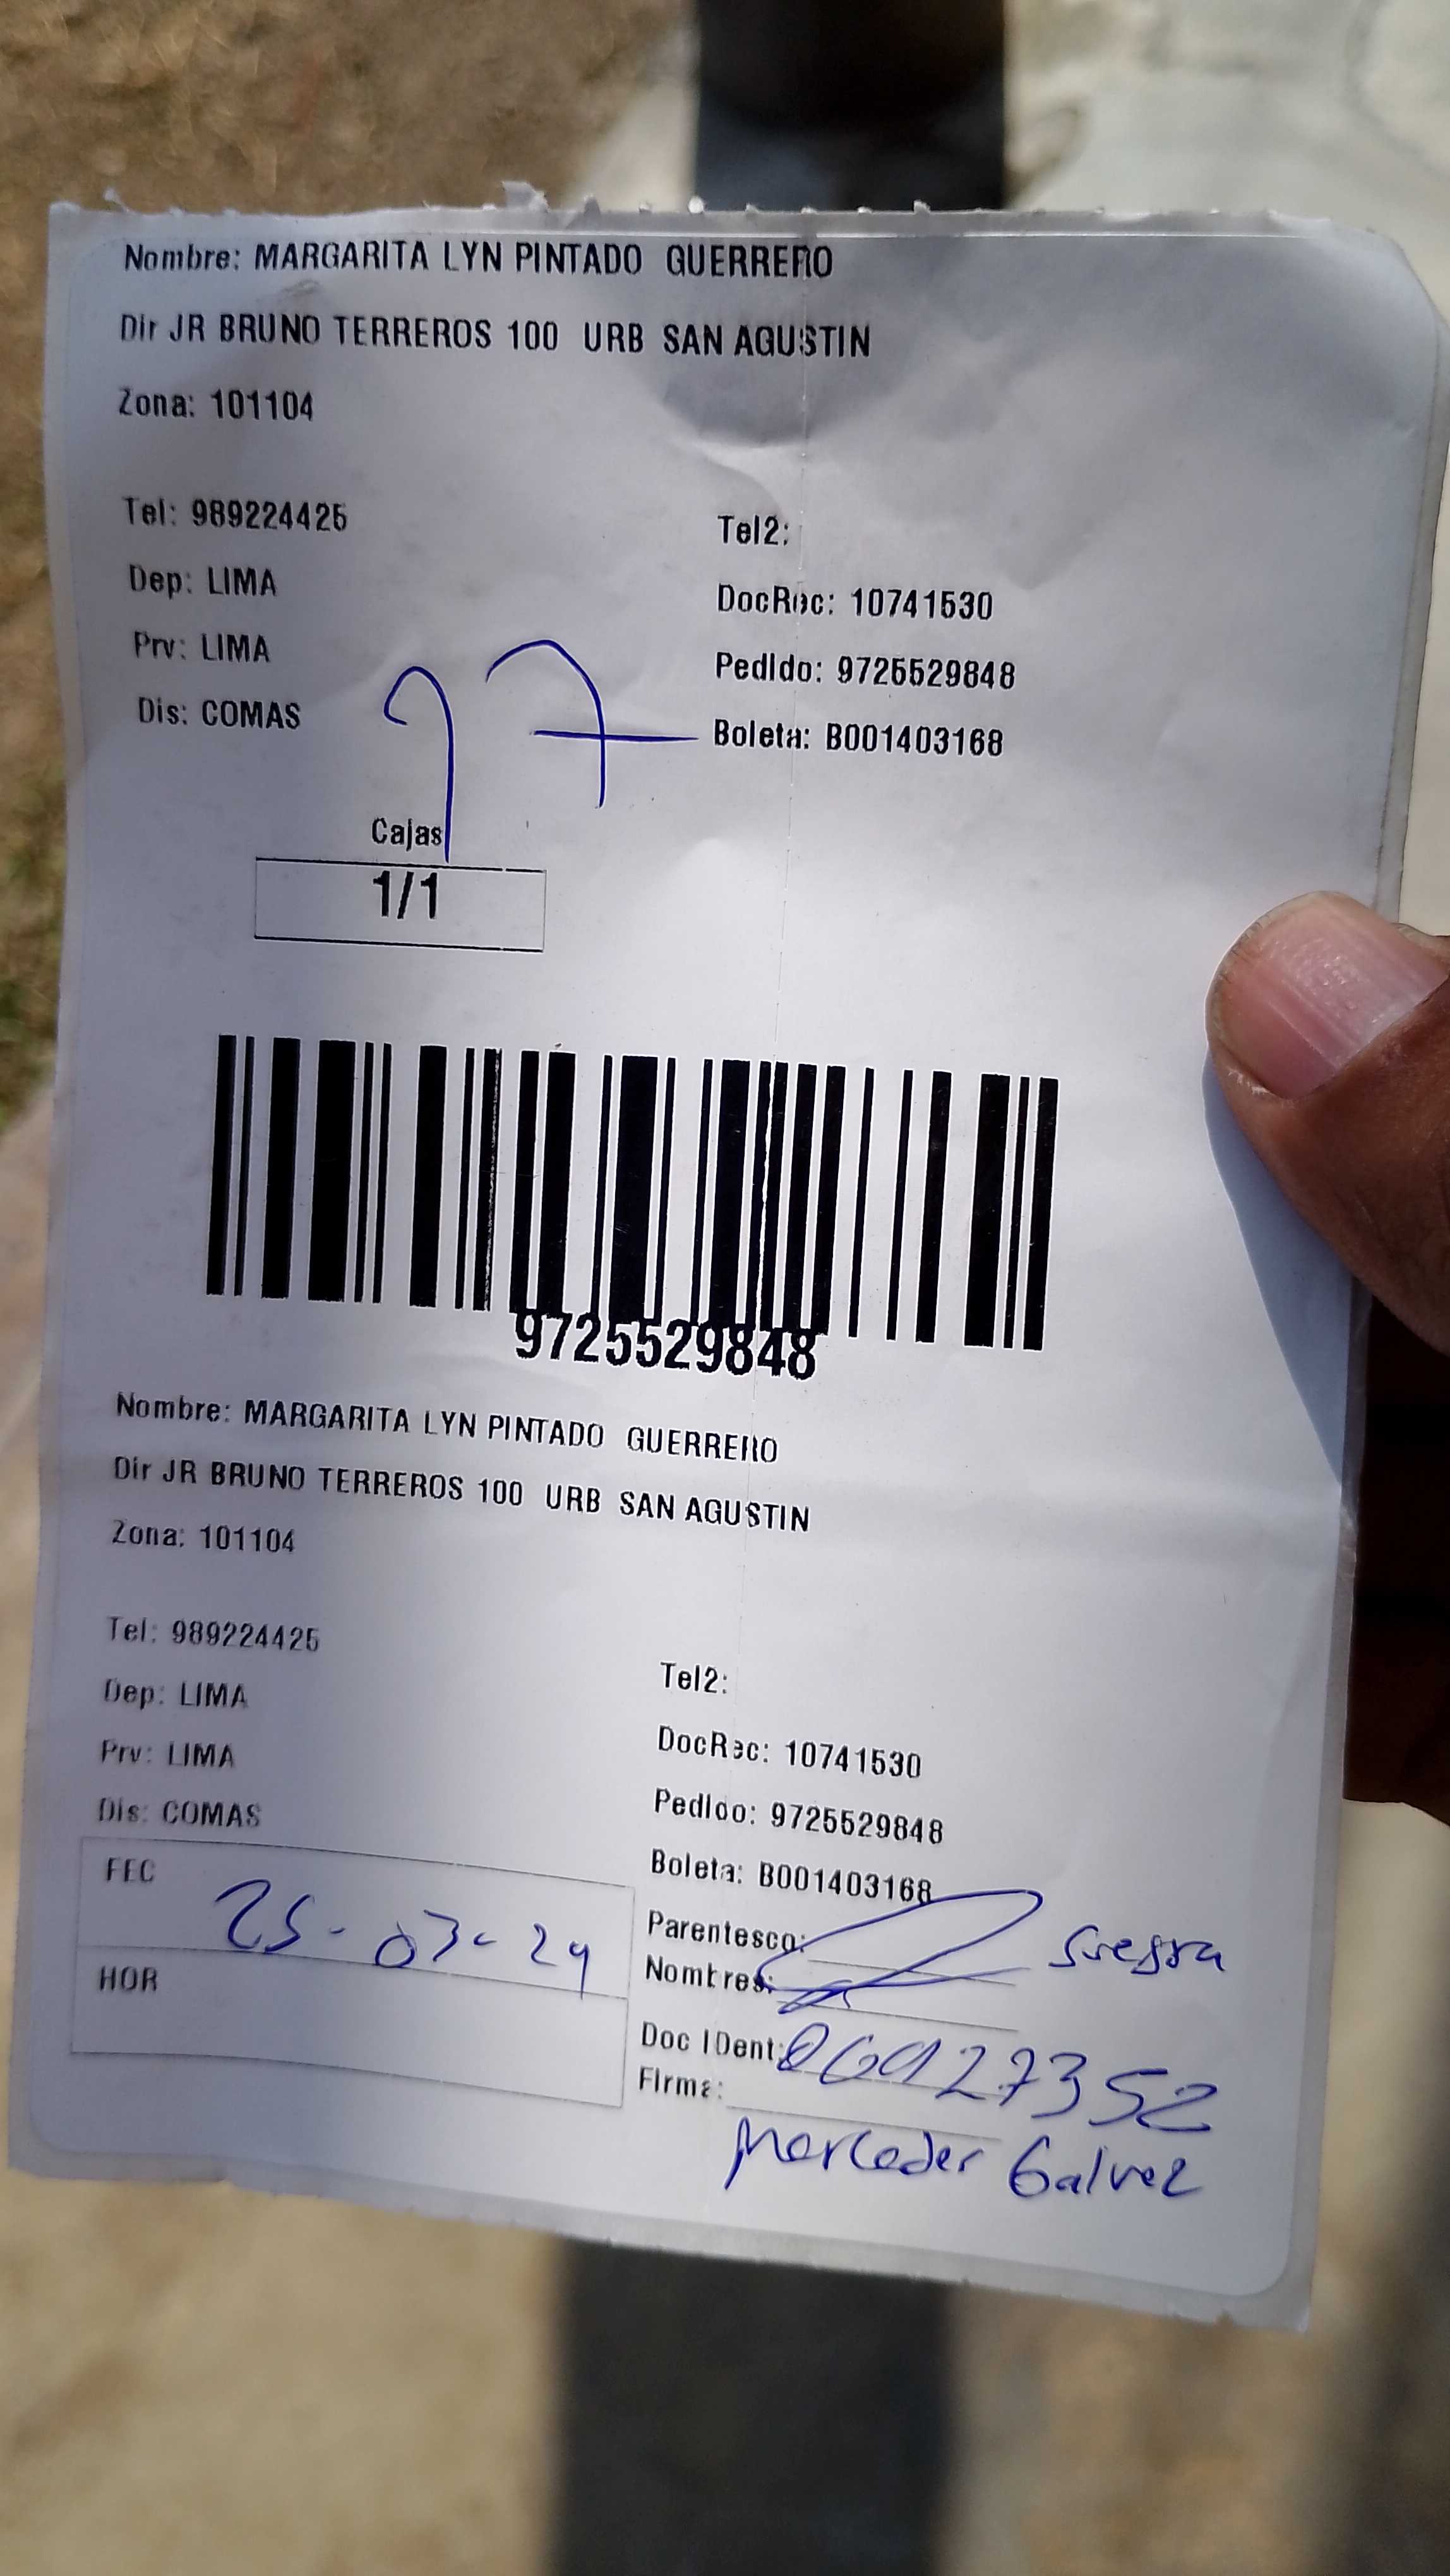 Nombre: MARGARITA LYN PINTADO GUERRERO
Dir JR BRUNO TERREROS 100 URB SAN AGUSTIN
Zona: 101104
Tel: 989224425
Tel2:
Dep: LIMA
DocRec: 10741530
Prv: LIMA
Pedido: 9725529848
Dis: COMAS
97
Boleta: B001403168
Cajas
1/1
9725529848
Nombre: MARGARITA LYN PINTADO GUERRERO
Dir JR BRUNO TERREROS 100 URB SAN AGUSTIN
Zona: 101104
Tel: 989224425
Tel2:
Dep: LIMA
DocRec: 10741530
Prv: LIMA
Pedido: 9725529848
Dis: COMAS
Boleta: B001403168
FEC 25-03-24
Parentesco: Suegra
Nombres:
HOR
Doc IDent: 06927352
Firma:
Mercedes Galvez